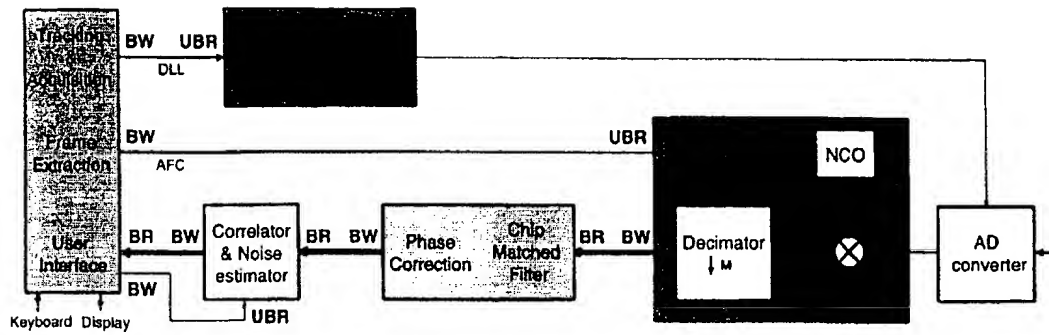 Tracking
Acquisition
Frame
Extraction
User
Interface
BW
UBR
DLL
BW
UBR
AFC
NCO
BR
BW
Correlator
& Noise
estimator
BR
BW
Phase
Correction
Chip
Matched
Filter
BR
BW
Decimator
↓ M
AD
converter
BW
UBR
Keyboard
Display